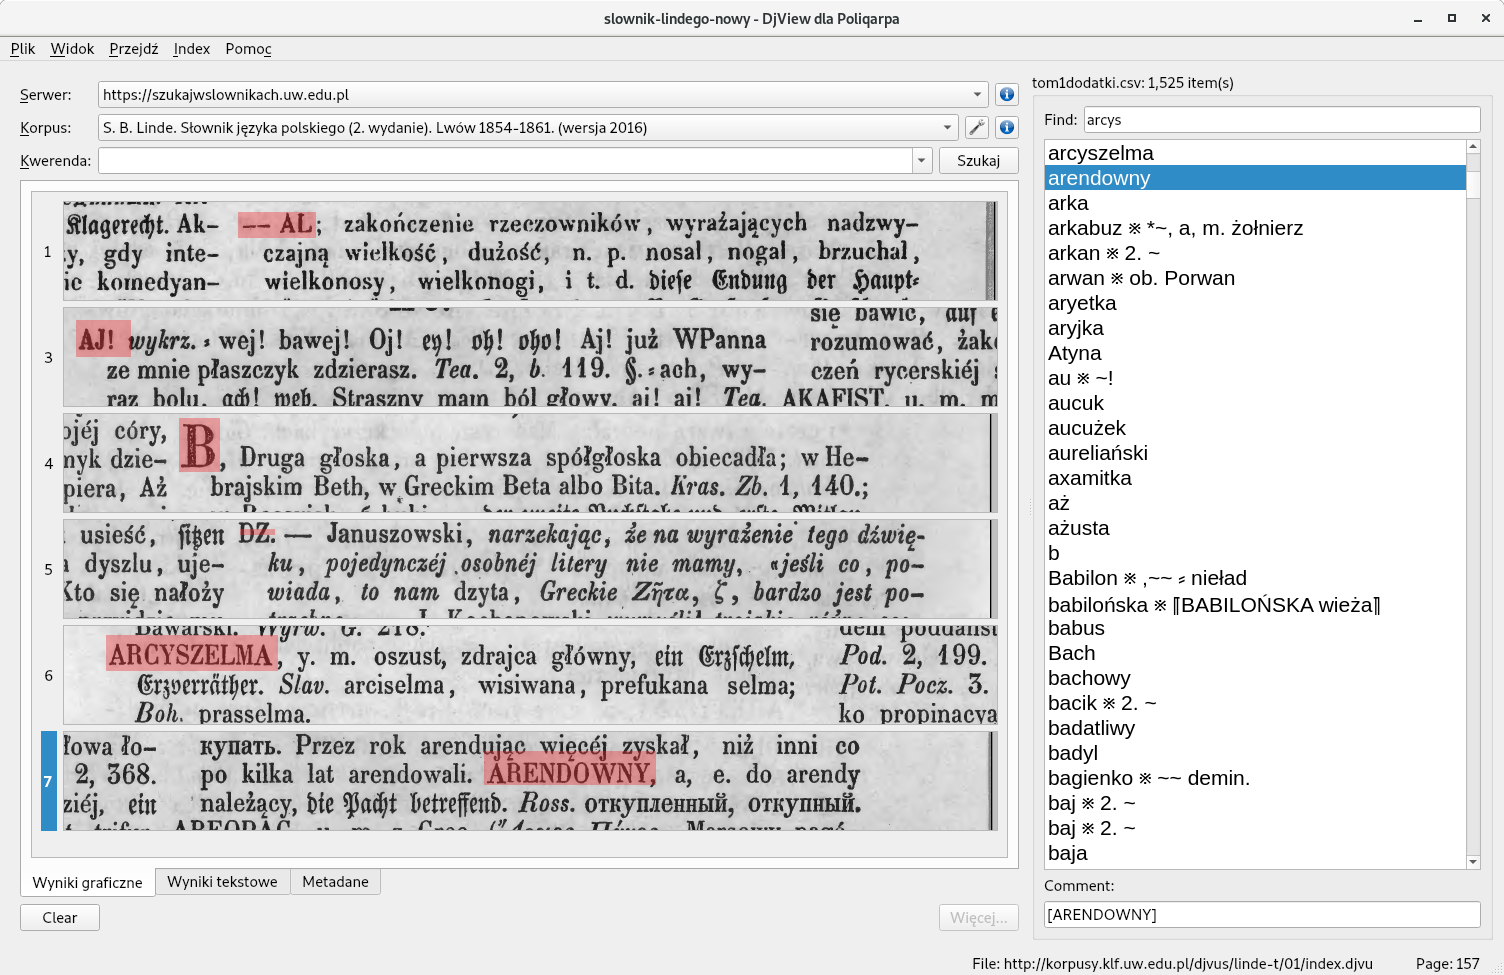 slownik-lindego-nowy - DjView dla Poliqarpa
Plik Widok Przejdź Index Pomoc
Serwer: https://szukajwslownikach.uw.edu.pl
Korpus: S. B. Linde. Słownik języka polskiego (2. wydanie). Lwów 1854-1861. (wersja 2016)
Kwerenda: Szukaj
1
Klagerecht. Ak– — AL; zakończenie rzeczowników, wyrażających nadzwy–
y, gdy inte– czajną wielkość, dużość, n. p. nosal, nogal, brzuchal,
ic komedyan– wielkonosy, wielkonogi, i t. d. diese Endung der Haupt⸗
3
się bawić, auf
AJ! wykrz. ⸗ wej! bawej! Oj! ey! oh! oho! Aj! już WPanna rozumować, żak
ze mnie płaszczyk zdzierasz. Tea. 2, b. 119. §.⸗ach, wy– czeń rycerskiéj
raz bolu, ach! weh. Straszny mam ból głowy, aj! aj! Tea. AKAFIST, u. m. m
4
ojéj córy,
myk dzie– B, Druga głoska, a pierwsza spółgłoska obiecadła; w He–
piera, Aż brajskim Beth, w Greckim Beta albo Bita. Kras. Zb. 1, 140.;
5
usieść, sitzen DZ. — Januszowski, narzekając, że na wyrażenie tego dźwię–
dyszlu, uje– ku, pojedynczéj osobnéj litery nie mamy, «jeśli co, po–
Kto się nałoży wiada, to nam dzyta, Greckie Ζῆτα, ζ, bardzo jest po–
6
Bawarski. Wyrw. G. 218. dem poddańst
ARCYSZELMA, y. m. oszust, zdrajca główny, ein Erzschelm, Pod. 2, 199.
Erzverräther. Slav. arciselma, wisiwana, prefukana selma; Pot. Pocz. 3.
Boh. prasselma. ko propinacya
7
łowa ło– купать. Przez rok arendując więcéj zyskał, niż inni co
2, 368. po kilka lat arendowali. ARENDOWNY, a, e. do arendy
ziéj, ein należący, die Pacht betreffend. Ross. откупленный, откупный.
Wyniki graficzne Wyniki tekstowe Metadane
Clear Więcej...
tom1dodatki.csv: 1,525 item(s)
Find: arcys
arcyszelma
arendowny
arka
arkabuz ※ *~, a, m. żołnierz
arkan ※ 2. ~
arwan ※ ob. Porwan
aryetka
aryjka
Atyna
au ※ ~!
aucuk
aucużek
aureliański
axamitka
aż
ażusta
b
Babilon ※ ,~~ ⸗ nieład
babilońska ※ ⟦BABILOŃSKA wieża⟧
babus
Bach
bachowy
bacik ※ 2. ~
badatliwy
badyl
bagienko ※ ~~ demin.
baj ※ 2. ~
baj ※ 2. ~
baja
Comment:
[ARENDOWNY]
File: http://korpusy.klf.uw.edu.pl/djvus/linde-t/01/index.djvu Page: 157